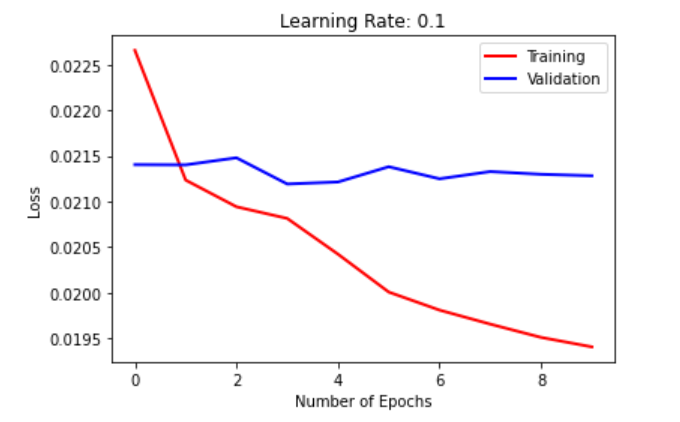 Learning Rate: 0.1
Training
Validation
0.0225
0.0220
0.0215
0.0210
0.0205
0.0200
0.0195
Loss
0 2 4 6 8
Number of Epochs